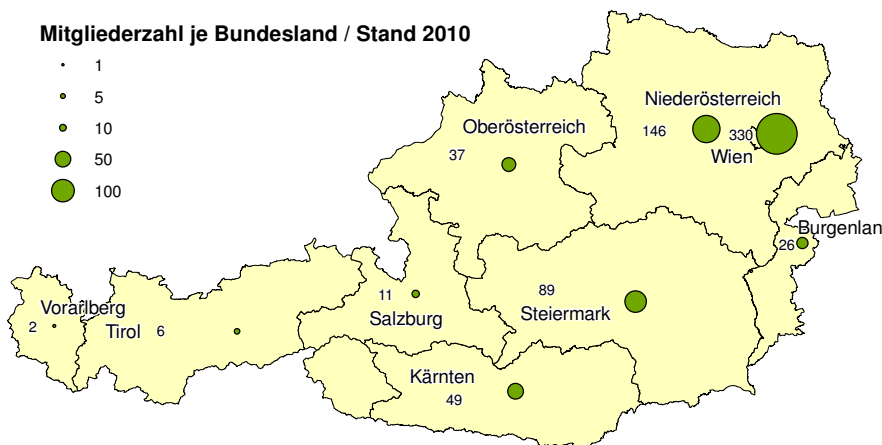 Mitgliederzahl je Bundesland / Stand 2010
1
5
10
50
100
Niederösterreich
146
330
Wien
Oberösterreich
37
Burgenlan
26
Vorarlberg
2
Tirol 6
11
Salzburg
89
Steiermark
Kärnten
49